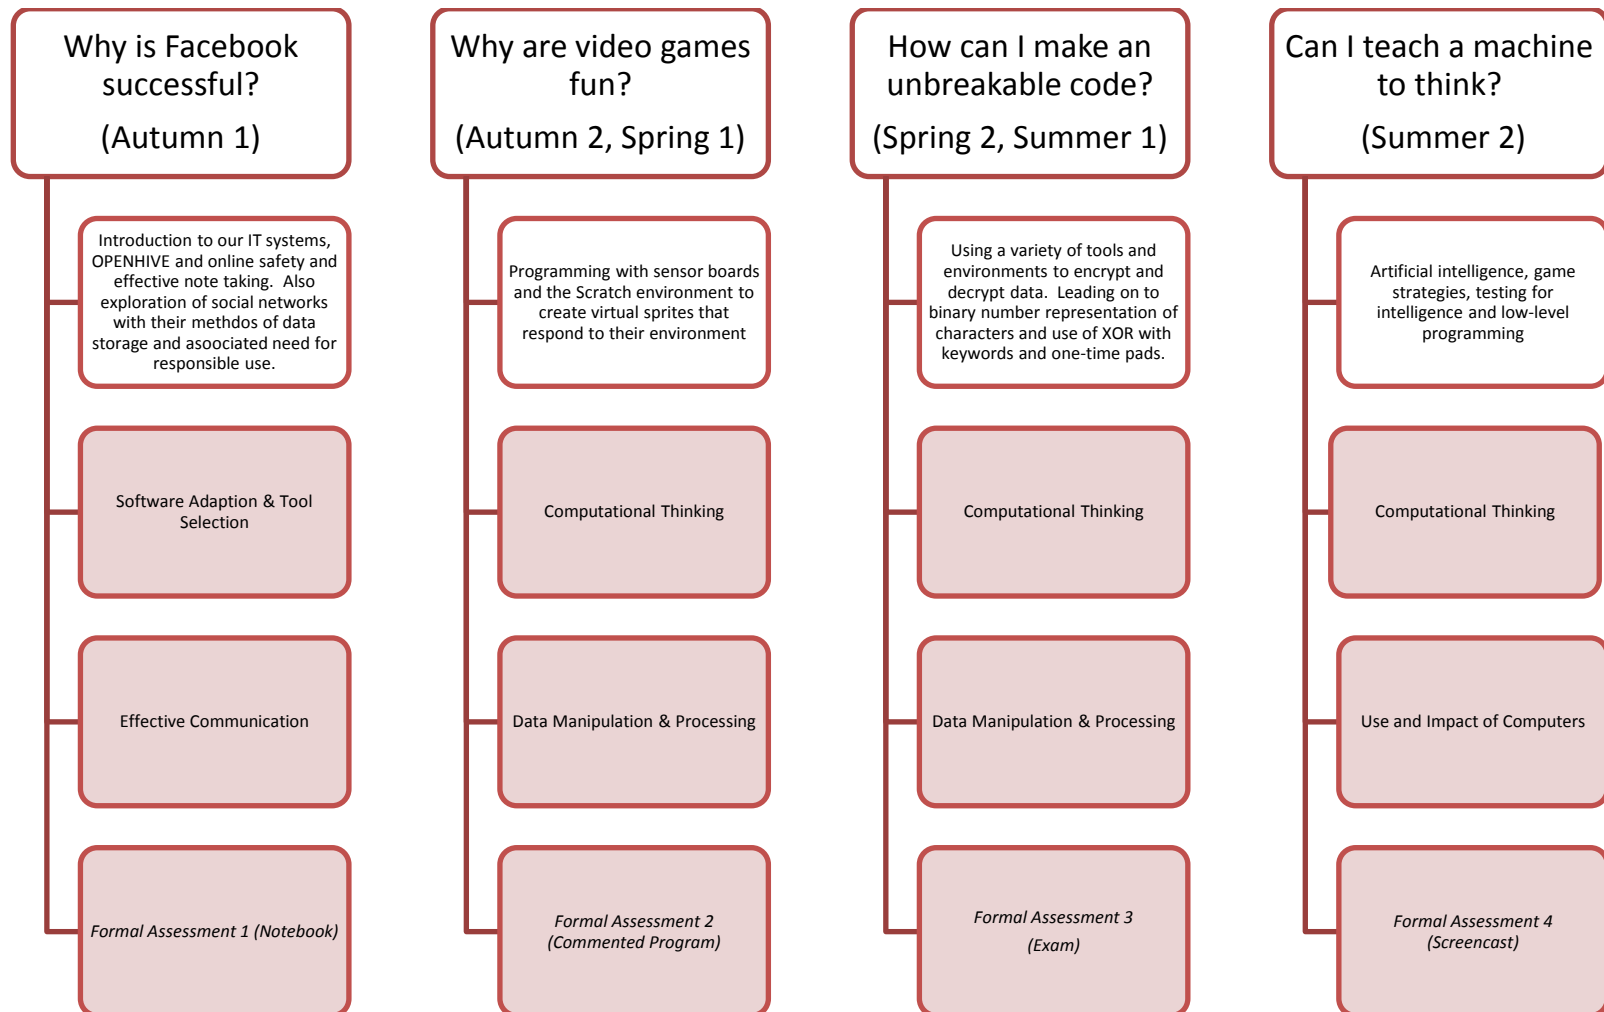 Why is Facebook
successful?
(Autumn 1)
Introduction to our IT systems,
OPENHIVE and online safety and
effective note taking.  Also
exploration of social networks
with their methdos of data
storage and asoociated need for
responsible use.
Software Adaption & Tool
Selection
Effective Communication
Formal Assessment 1 (Notebook)
Why are video games
fun?
(Autumn 2, Spring 1)
Programming with sensor boards
and the Scratch environment to
create virtual sprites that
respond to their environment
Computational Thinking
Data Manipulation & Processing
Formal Assessment 2
(Commented Program)
How can I make an
unbreakable code?
(Spring 2, Summer 1)
Using a variety of tools and
environments to encrypt and
decrypt data.  Leading on to
binary number representation of
characters and use of XOR with
keywords and one-time pads.
Computational Thinking
Data Manipulation & Processing
Formal Assessment 3
(Exam)
Can I teach a machine
to think?
(Summer 2)
Artificial intelligence, game
strategies, testing for
intelligence and low-level
programming
Computational Thinking
Use and Impact of Computers
Formal Assessment 4
(Screencast)